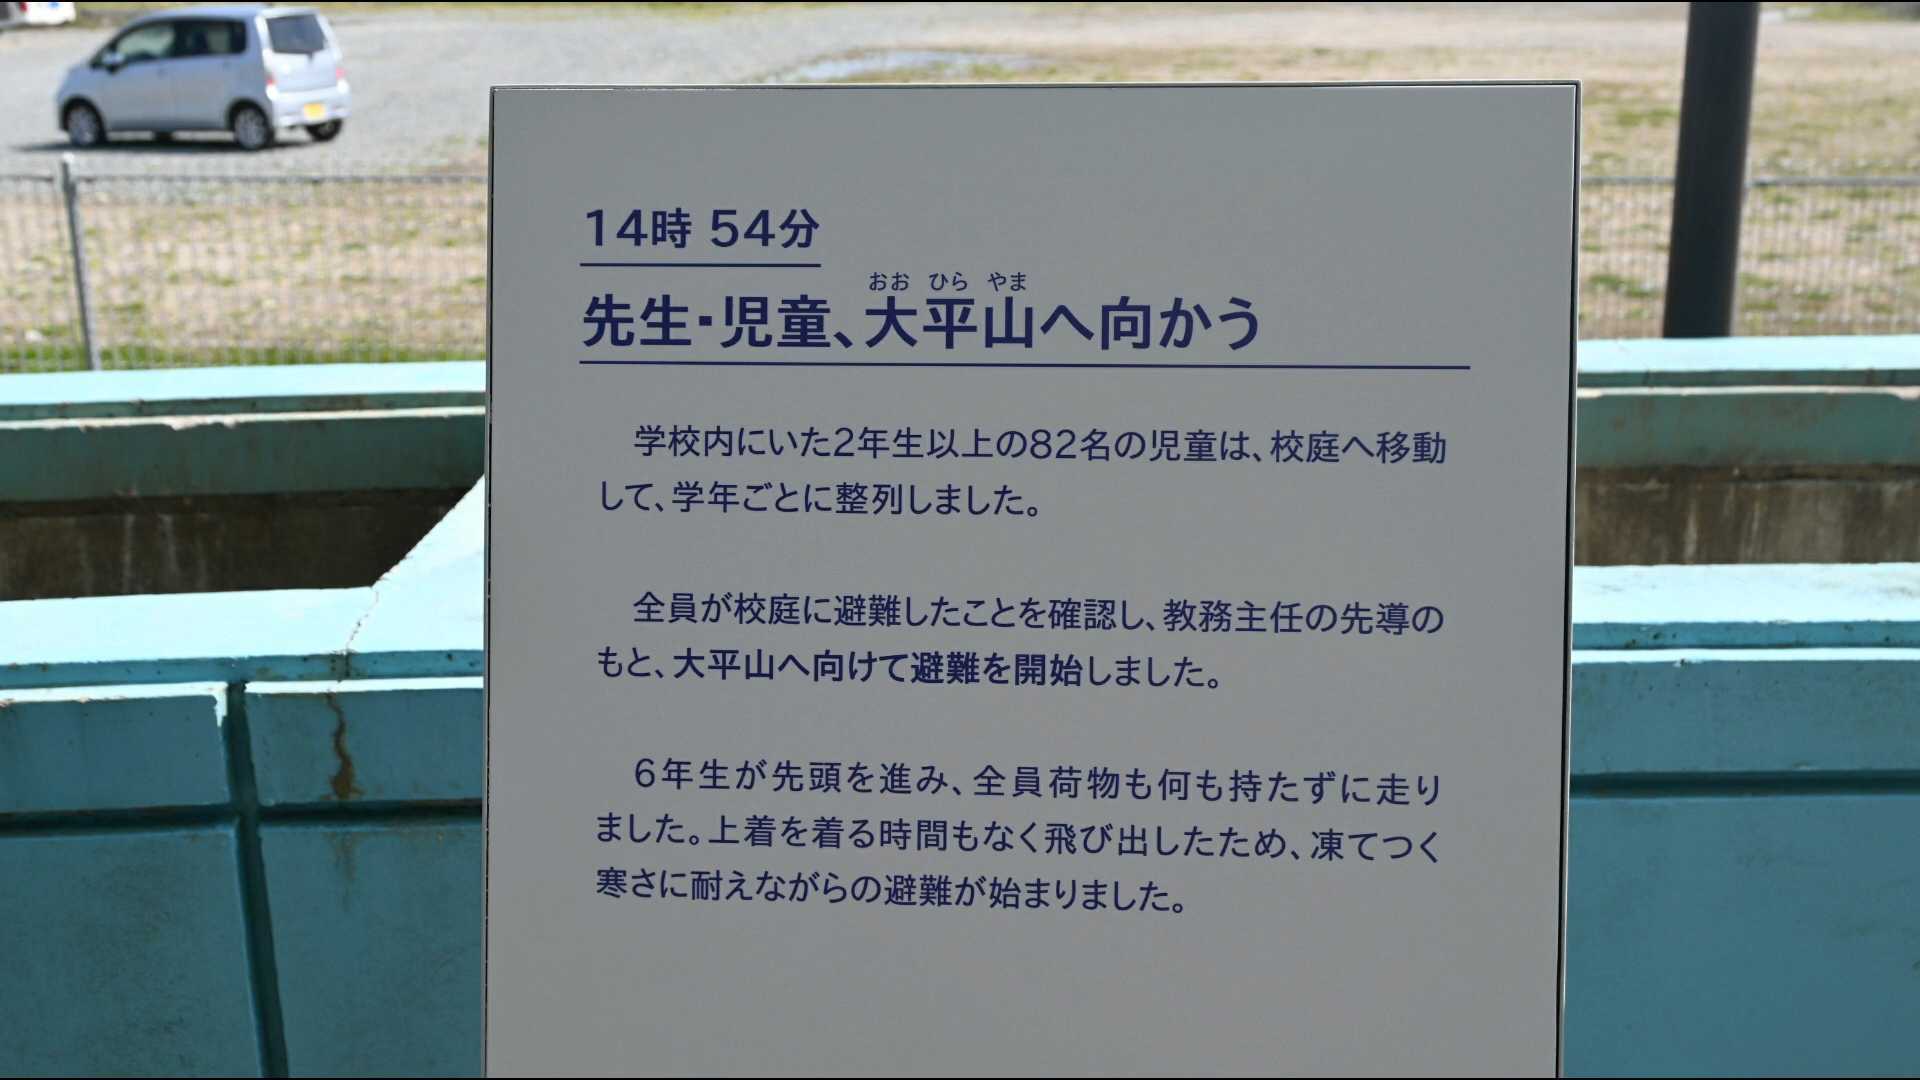 14時 54分
おお ひら やま
先生・児童、大平山へ向かう
学校内にいた2年生以上の82名の児童は、校庭へ移動
して、学年ごとに整列しました。
全員が校庭に避難したことを確認し、教務主任の先導の
もと、大平山へ向けて避難を開始しました。
6年生が先頭を進み、全員荷物も何も持たずに走り
ました。上着を着る時間もなく飛び出したため、凍てつく
寒さに耐えながらの避難が始まりました。